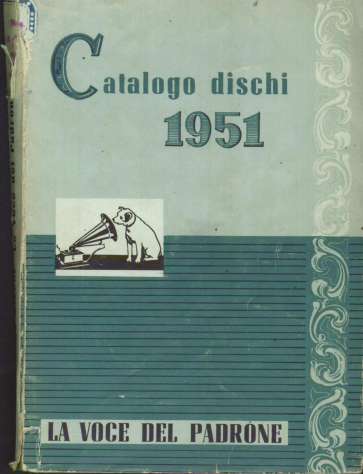 Catalogo dischi
1951
LA VOCE DEL PADRONE